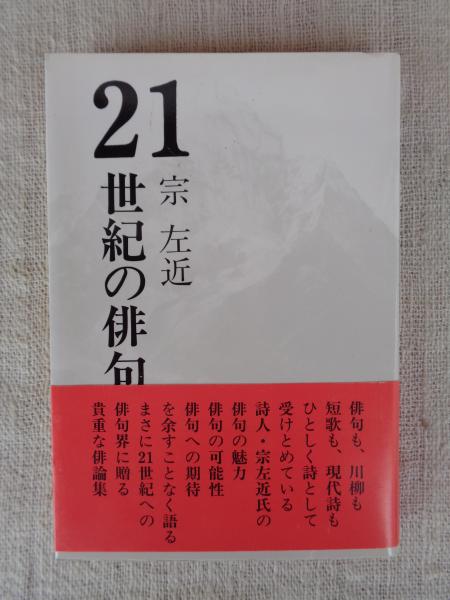 21
世紀の俳句
宗 左近
俳句も、川柳も
短歌も、現代詩も
ひとしく詩として
受けとめている
詩人・宗左近氏の
俳句の魅力
俳句の可能性
俳句への期待
を余すことなく語る
まさに21世紀への
俳句界に贈る
貴重な俳論集